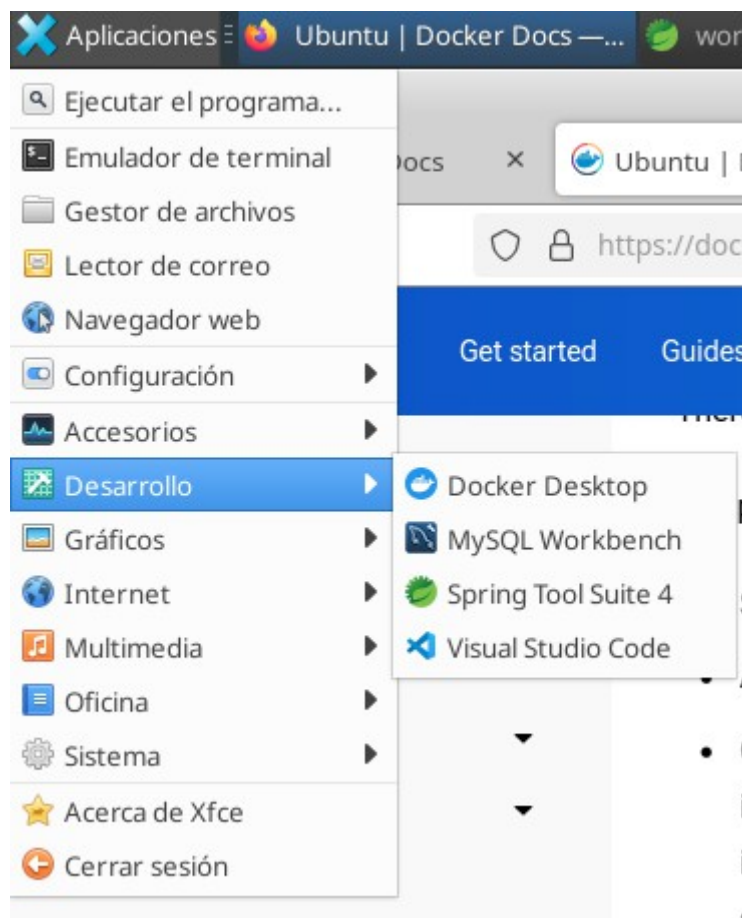 Aplicaciones Ubuntu | Docker Docs —...
Ejecutar el programa...
Emulador de terminal
Gestor de archivos
Lector de correo
Navegador web
Configuración
Accesorios
Desarrollo
Gráficos
Internet
Multimedia
Oficina
Sistema
Acerca de Xfce
Cerrar sesión
Docker Desktop
MySQL Workbench
Spring Tool Suite 4
Visual Studio Code
ocs × Ubuntu |
https://doc
Get started Guides